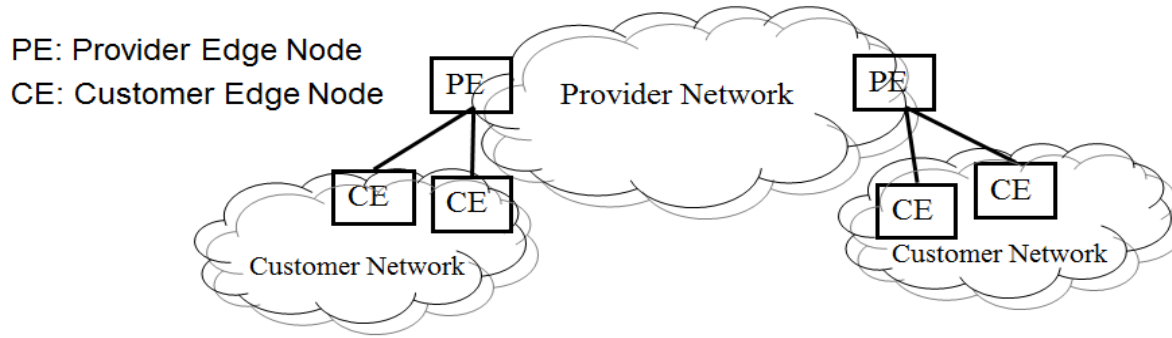 PE: Provider Edge Node
CE: Customer Edge Node
PE
Provider Network
PE
CE
CE
Customer Network
CE
CE
Customer Network